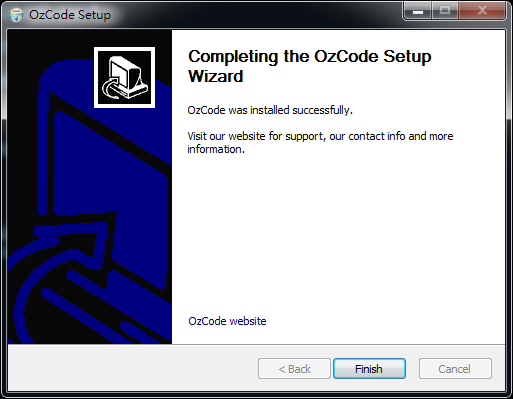 OzCode Setup
Completing the OzCode Setup
Wizard
OzCode was installed successfully.
Visit our website for support, our contact info and more
information.
OzCode website
< Back
Finish
Cancel